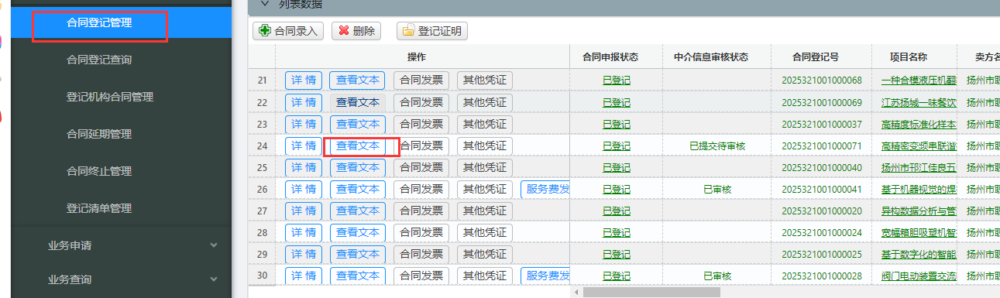 合同登记管理
合同登记查询
登记机构合同管理
合同延期管理
合同终止管理
登记清单管理
业务申请
业务查询
列表数据
合同录入 删除 登记证明
操作 合同申报状态 中介信息审核状态 合同登记号 项目名称 卖方名
21 详 情 查看文本 合同发票 其他凭证 已登记 2025321001000068 一种合模液压机翻 扬州市职
22 详 情 查看文本 合同发票 其他凭证 已登记 2025321001000069 江苏扬城一味餐饮 扬州市职
23 详 情 查看文本 合同发票 其他凭证 已登记 2025321001000037 高精度标准化样本 扬州市职
24 详 情 查看文本 合同发票 其他凭证 已登记 已提交待审核 2025321001000071 高精密变频串联谐 扬州市职
25 详 情 查看文本 合同发票 其他凭证 已登记 2025321001000040 扬州市邗江佳良五 扬州市职
26 详 情 查看文本 合同发票 其他凭证 服务费发 已登记 已审核 2025321001000041 基于机器视觉的焊 扬州市职
27 详 情 查看文本 合同发票 其他凭证 已登记 2025321001000020 异构数据分析与管 扬州市职
28 详 情 查看文本 合同发票 其他凭证 已登记 2025321001000024 宽幅箱胆吸塑机智 扬州市职
29 详 情 查看文本 合同发票 其他凭证 已登记 2025321001000025 基于数字化的智能 扬州市职
30 详 情 查看文本 合同发票 其他凭证 服务费发 已登记 已审核 2025321001000028 阀门电动装置交流 扬州市职